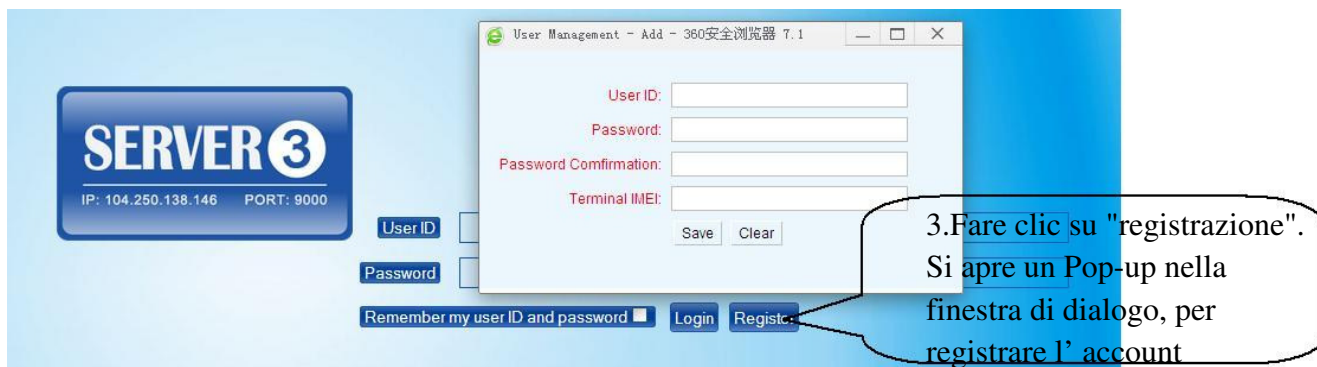 User Management - Add - 360安全浏览器 7.1
User ID:
Password:
Password Comfirmation:
Terminal IMEI:
Save Clear
SERVER 3
IP: 104.250.138.146 PORT: 9000
User ID
Password
Remember my user ID and password
Login Register
3.Fare clic su "registrazione".
Si apre un Pop-up nella
finestra di dialogo, per
registrare l’ account